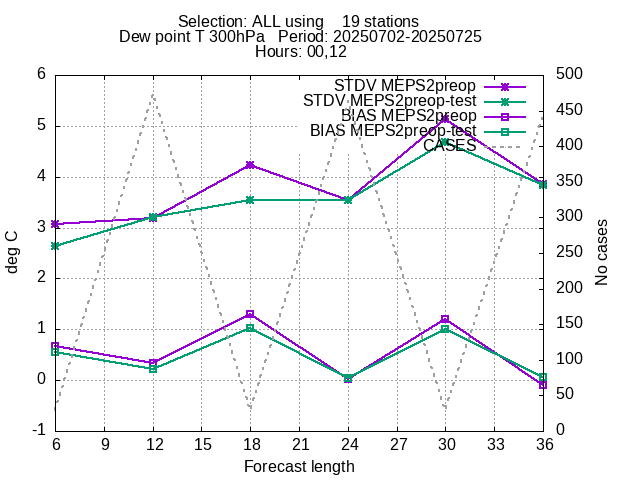 Selection: ALL using    19 stations
Dew point T 300hPa   Period: 20250702-20250725
Hours: 00,12
STDV MEPS2preop
STDV MEPS2preop-test
BIAS MEPS2preop
BIAS MEPS2preop-test
CASES
deg C
6
5
4
3
2
1
0
-1
500
450
400
350
300
250
200
150
100
50
0
No cases
6 9 12 15 18 21 24 27 30 33 36
Forecast length